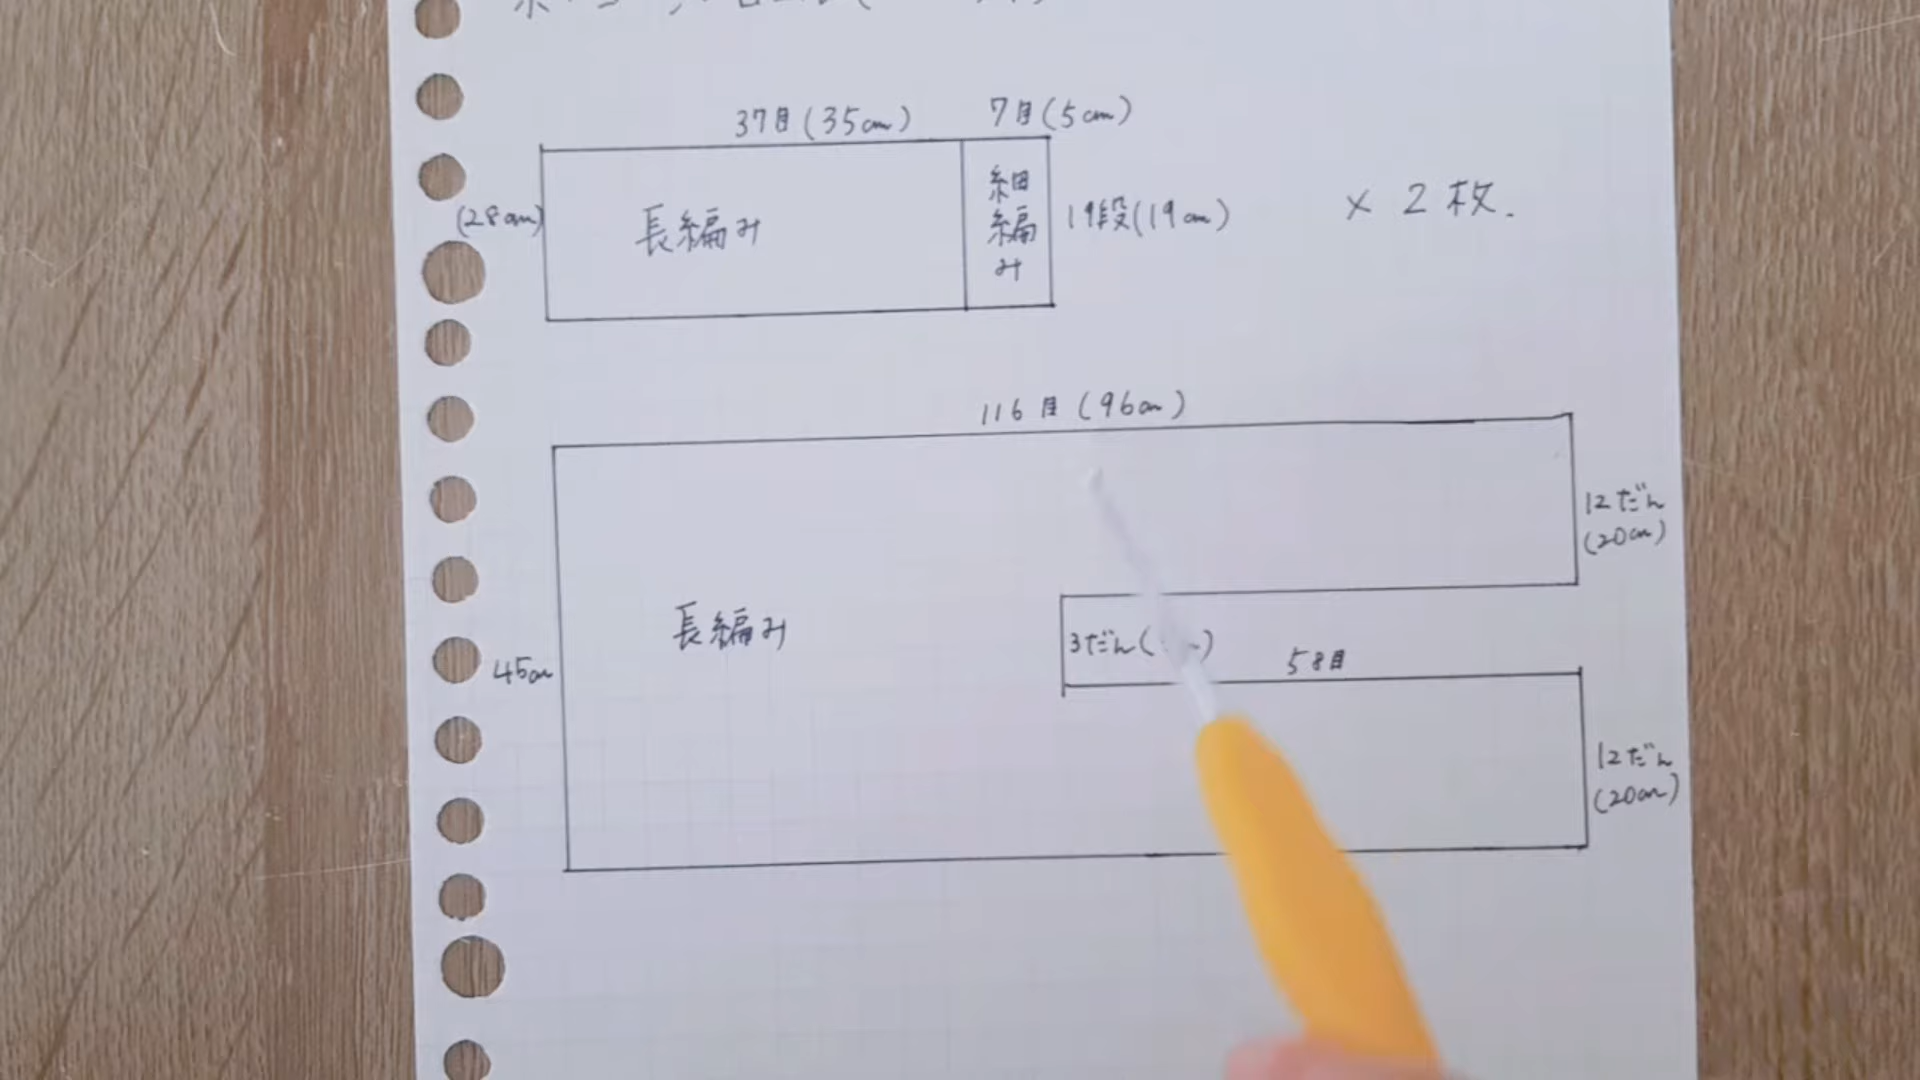 37目(35cm)
7目(5cm)
(28cm)
長編み
細編み
19段(19cm)
×2枚.
116目(96cm)
12だん
(20cm)
長編み
3だん(
58目
45cm
12だん
(20cm)